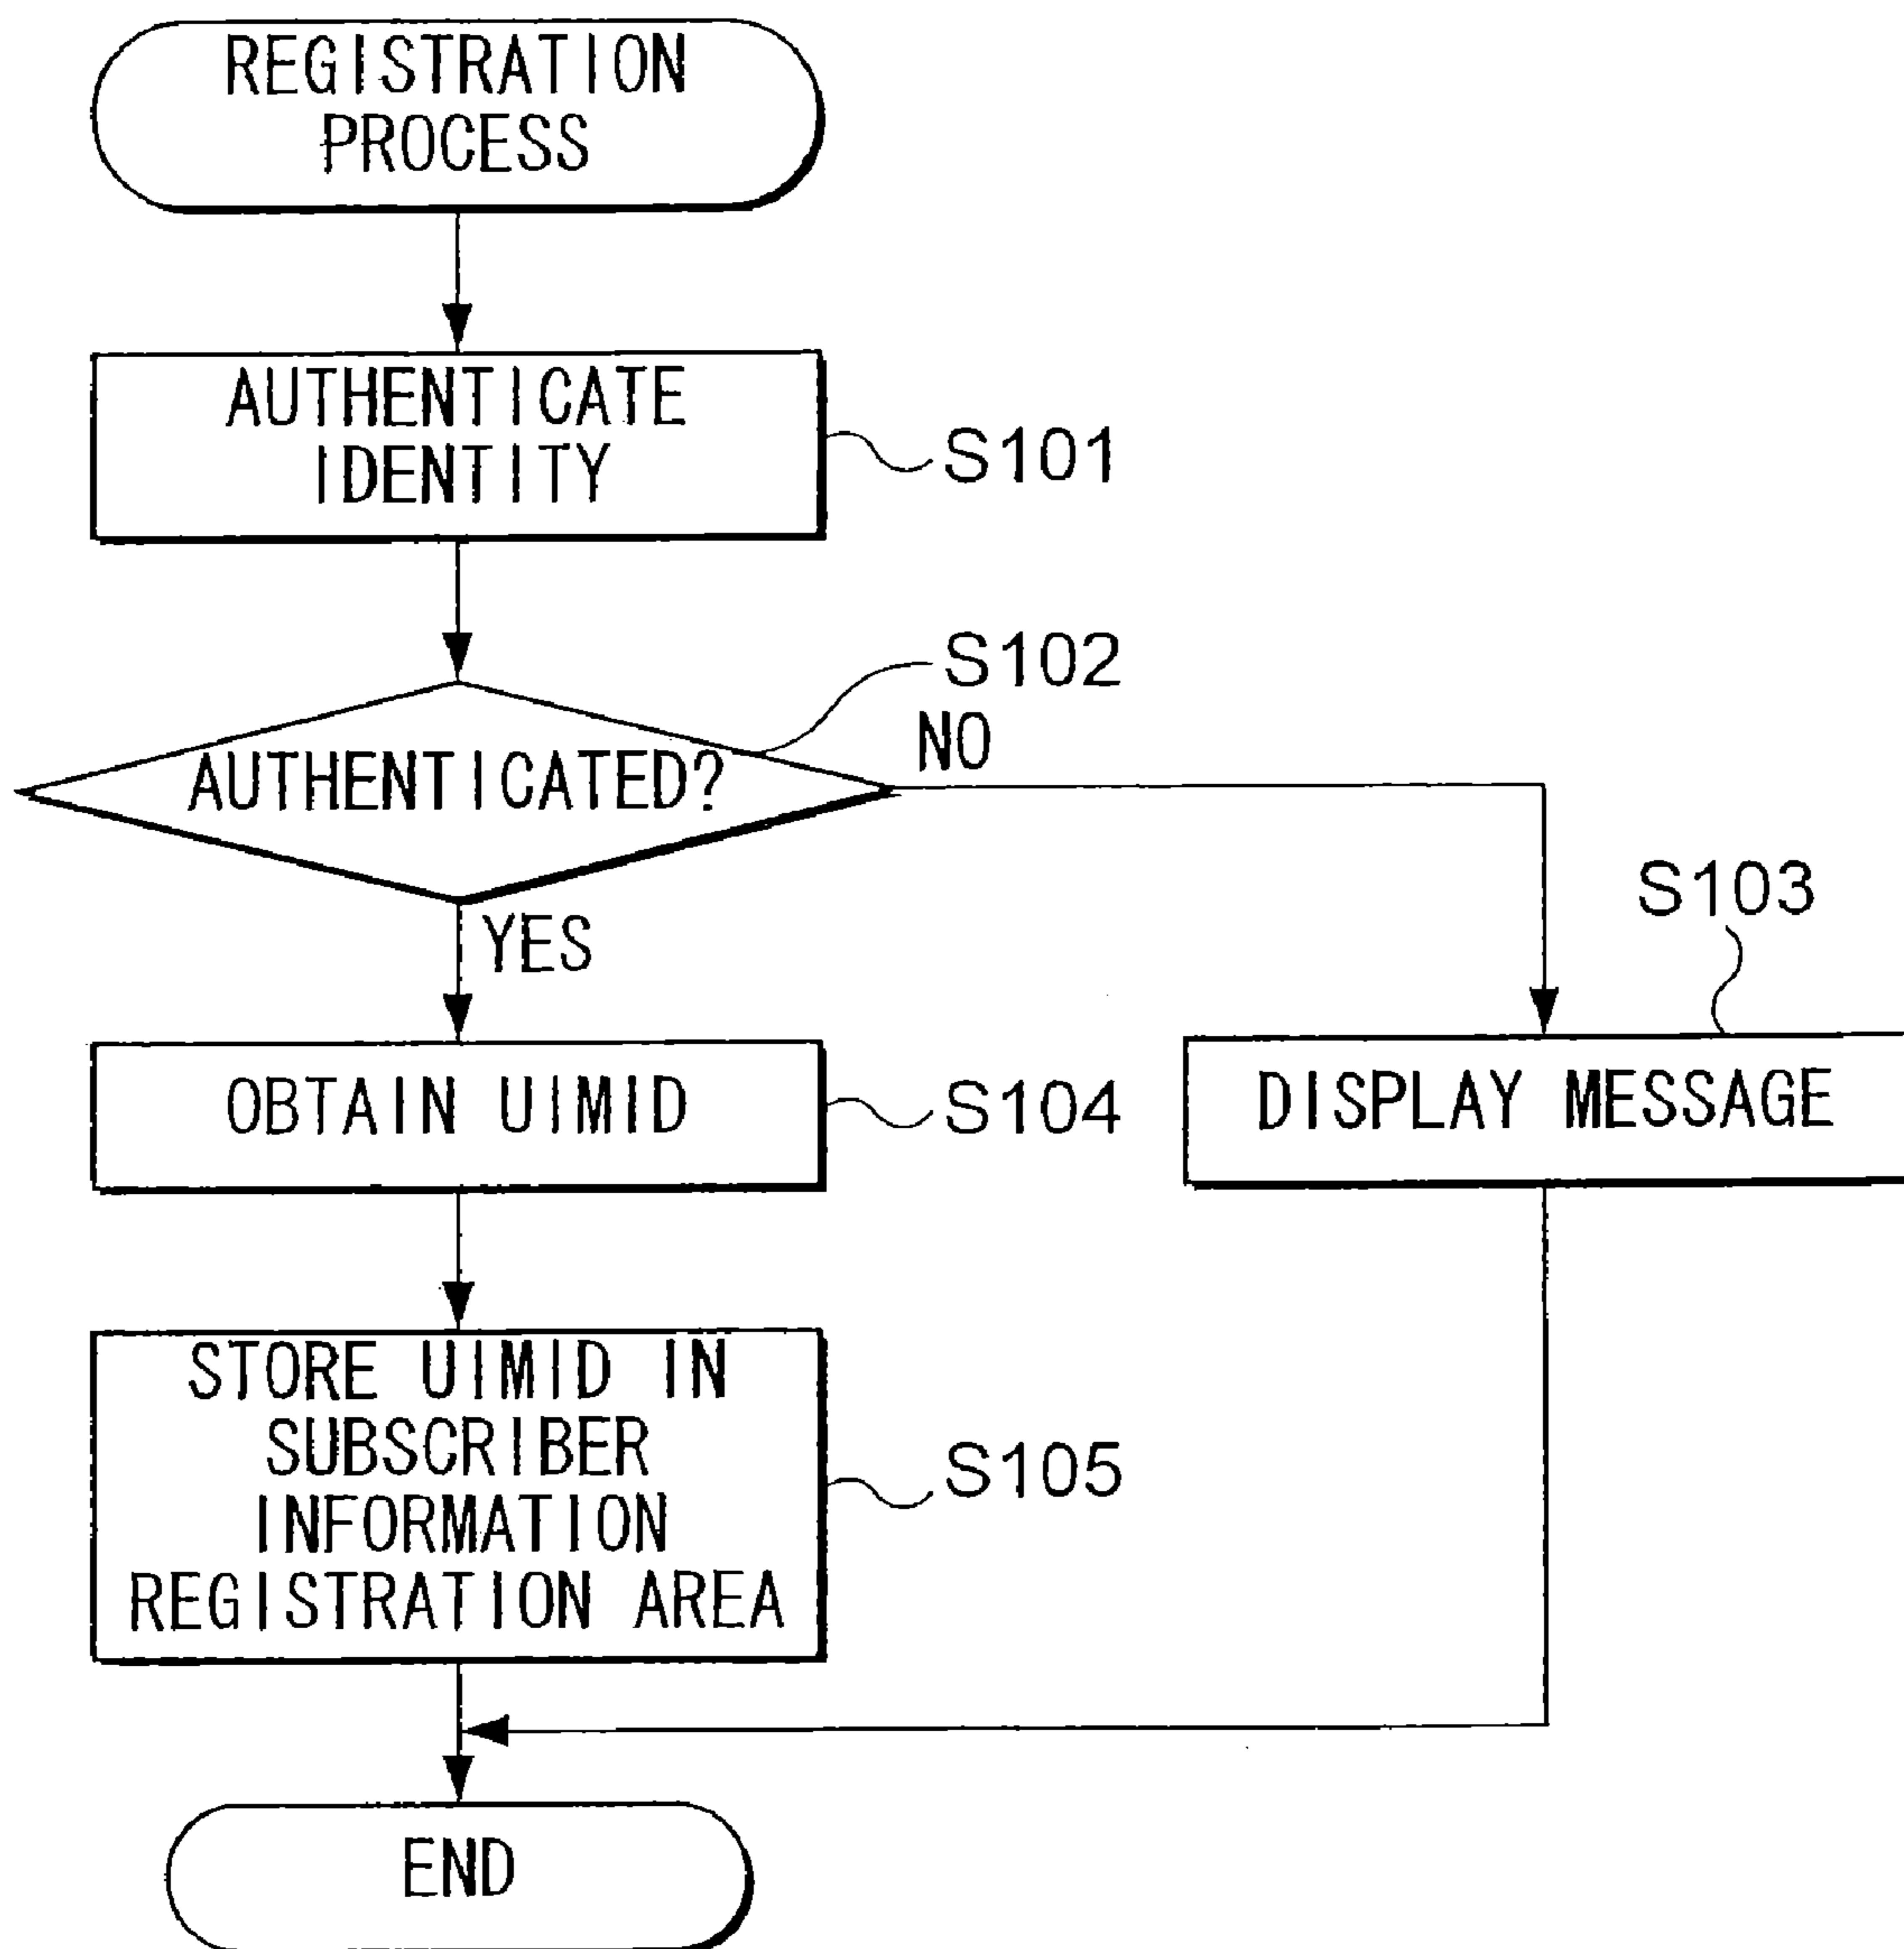 REGISTRATION
PROCESS
AUTHENTICATE
IDENTITY
S101
S102
AUTHENTICATED?
NO
YES
S103
OBTAIN UIMID
S104
DISPLAY MESSAGE
STORE UIMID IN
SUBSCRIBER
INFORMATION
REGISTRATION AREA
S105
END